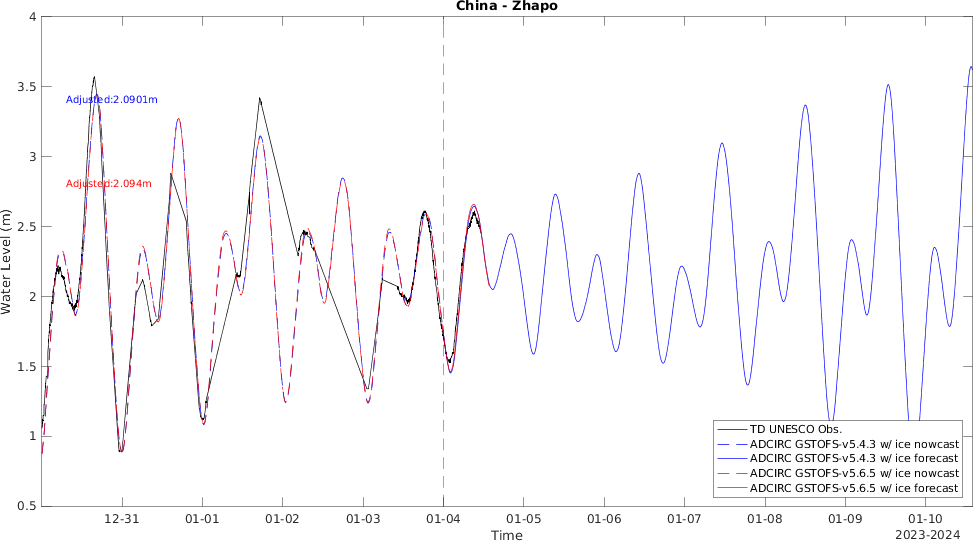 China - Zhapo
4
3.5
3
2.5
2
1.5
1
0.5
Water Level (m)
Adjusted:2.0901m
Adjusted:2.094m
TD UNESCO Obs.
ADCIRC GSTOFS-v5.4.3 w/ ice nowcast
ADCIRC GSTOFS-v5.4.3 w/ ice forecast
ADCIRC GSTOFS-v5.6.5 w/ ice nowcast
ADCIRC GSTOFS-v5.6.5 w/ ice forecast
12-31 01-01 01-02 01-03 01-04 01-05 01-06 01-07 01-08 01-09 01-10
Time
2023-2024